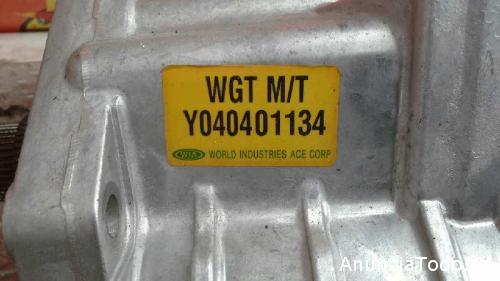 WGT M/T
Y040401134
WIA WORLD INDUSTRIES ACE CORP
AnunciaTodo.